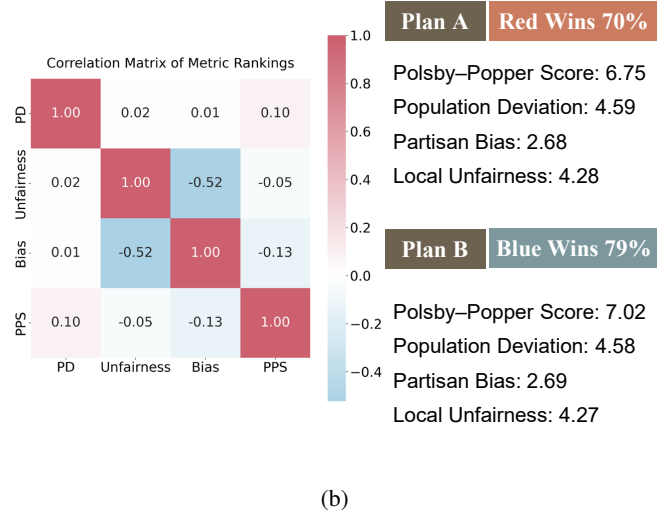 Correlation Matrix of Metric Rankings
PD
Unfairness
Bias
PPS
1.00 0.02 0.01 0.10
0.02 1.00 -0.52 -0.05
0.01 -0.52 1.00 -0.13
0.10 -0.05 -0.13 1.00
PD Unfairness Bias PPS
1.0
0.8
0.6
0.4
0.2
0.0
−0.2
−0.4
Plan A Red Wins 70%
Polsby–Popper Score: 6.75
Population Deviation: 4.59
Partisan Bias: 2.68
Local Unfairness: 4.28
Plan B Blue Wins 79%
Polsby–Popper Score: 7.02
Population Deviation: 4.58
Partisan Bias: 2.69
Local Unfairness: 4.27
(b)